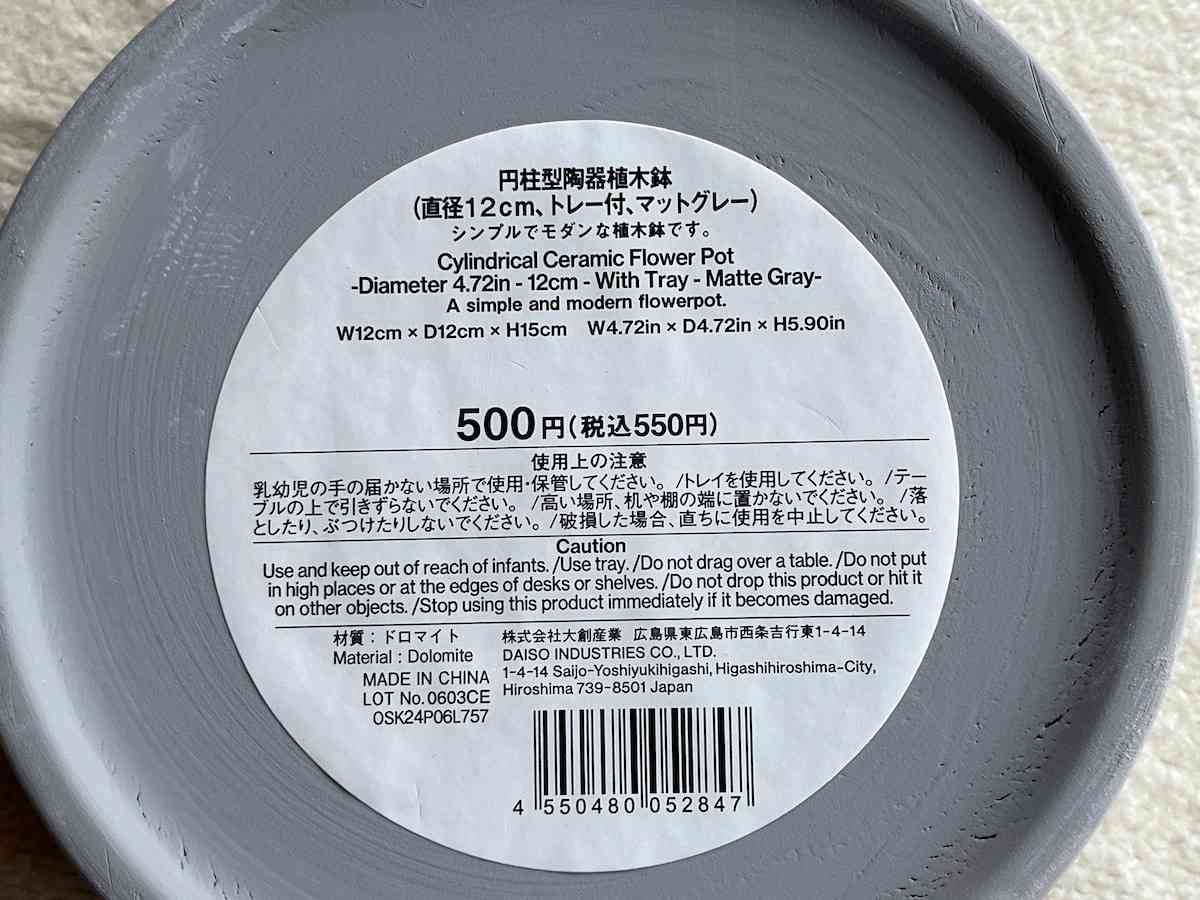 円柱型陶器植木鉢
(直径12cm、トレー付、マットグレー)
シンプルでモダンな植木鉢です。
Cylindrical Ceramic Flower Pot
-Diameter 4.72in - 12cm - With Tray - Matte Gray-
A simple and modern flowerpot.
W12cm × D12cm × H15cm W4.72in × D4.72in × H5.90in
500円(税込550円)
使用上の注意
乳幼児の手の届かない場所で使用・保管してください。/トレイを使用してください。/テー
ブルの上で引きずらないでください。/高い場所、机や棚の端に置かないでください。/落
としたり、ぶつけたりしないでください。/破損した場合、直ちに使用を中止してください。
Caution
Use and keep out of reach of infants. /Use tray. /Do not drag over a table. /Do not put
in high places or at the edges of desks or shelves. /Do not drop this product or hit it
on other objects. /Stop using this product immediately if it becomes damaged.
材質：ドロマイト
Material : Dolomite
MADE IN CHINA
LOT No. 0603CE
OSK24P06L757
株式会社大創産業 広島県東広島市西条吉行東1-4-14
DAISO INDUSTRIES CO., LTD.
1-4-14 Saijo-Yoshiyukihigashi, Higashihiroshima-City,
Hiroshima 739-8501 Japan
4 550480 052847